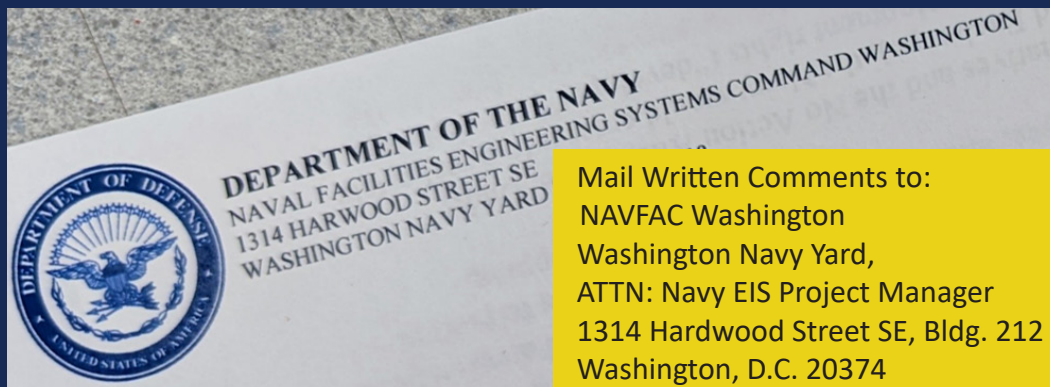 DEPARTMENT OF THE NAVY
NAVAL FACILITIES ENGINEERING SYSTEMS COMMAND WASHINGTON
1314 HARWOOD STREET SE
WASHINGTON NAVY YARD
DEPARTMENT OF DEFENSE
UNITED STATES OF AMERICA
Mail Written Comments to:
NAVFAC Washington
Washington Navy Yard,
ATTN: Navy EIS Project Manager
1314 Hardwood Street SE, Bldg. 212
Washington, D.C. 20374